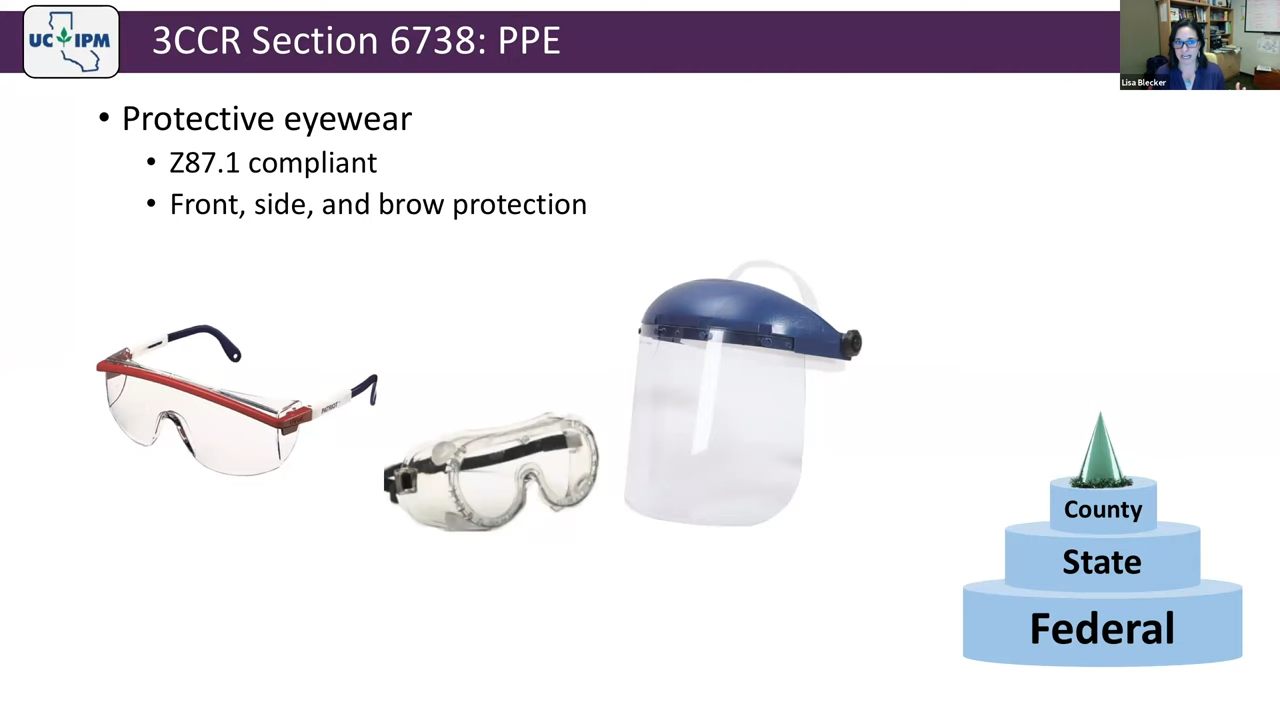 UC IPM
3CCR Section 6738: PPE
Lisa Blecker
• Protective eyewear
• Z87.1 compliant
• Front, side, and brow protection
PATRIOT
County
State
Federal